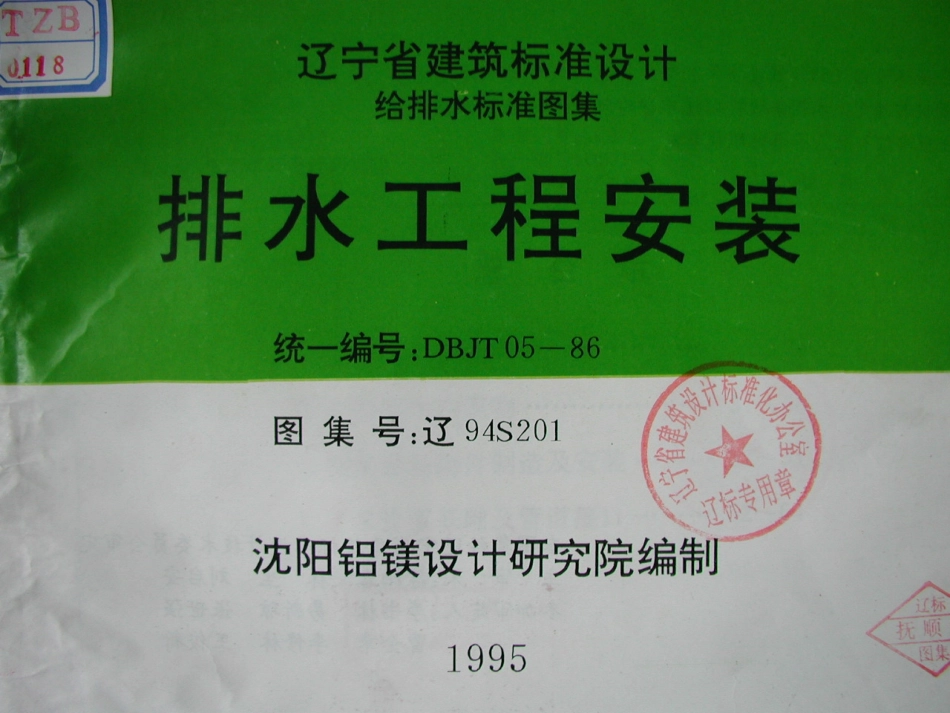 TZB
0118
辽宁省建筑标准设计
给排水标准图集
排水工程安装
统一编号:DBJT 05-86
图 集 号:辽 94S201
辽宁省建筑设计标准化办公室
辽标专用章
沈阳铝镁设计研究院编制
辽标
抚顺
图集
1995